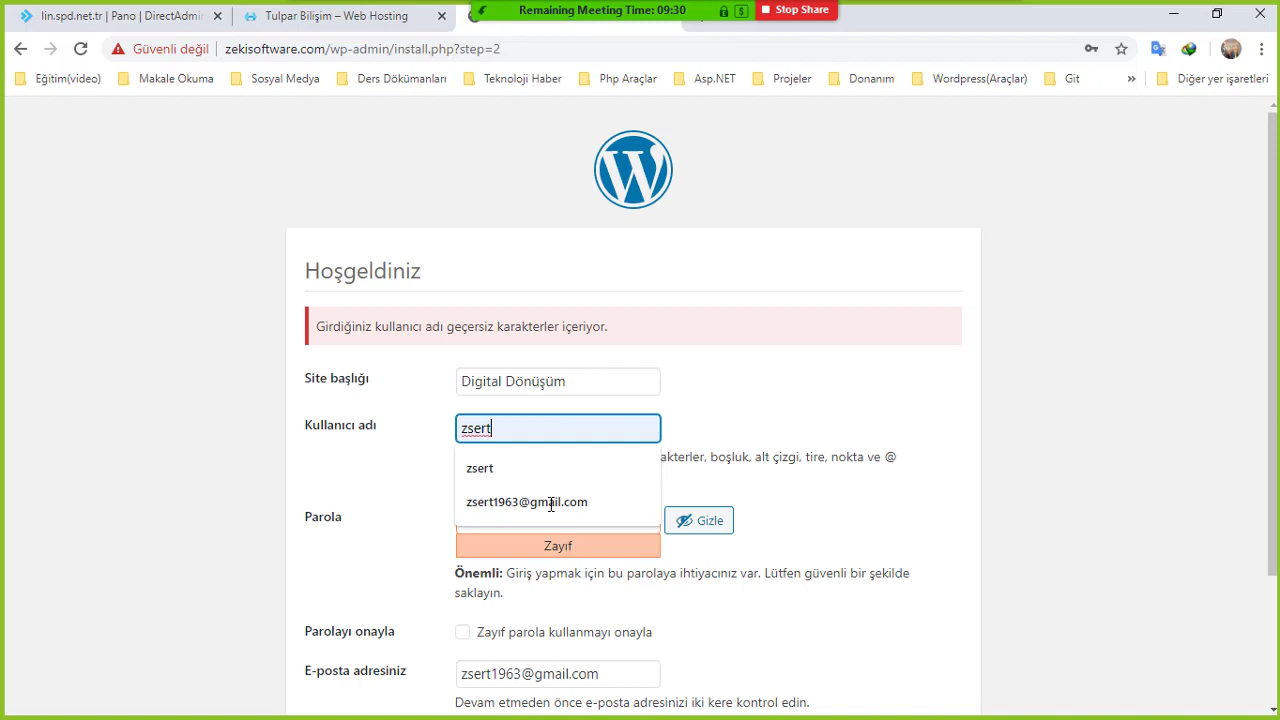 Remaining Meeting Time: 09:30
Stop Share
lin.spd.net.tr | Pano | DirectAdmin
Tulpar Bilişim – Web Hosting
Güvenli değil
zekisoftware.com/wp-admin/install.php?step=2
Eğitim(video)
Makale Okuma
Sosyal Medya
Ders Dökümanları
Teknoloji Haber
Php Araçlar
Asp.NET
Projeler
Donanım
Wordpress(Araçlar)
Git
»
Diğer yer işaretleri
Hoşgeldiniz
Girdiğiniz kullanıcı adı geçersiz karakterler içeriyor.
Site başlığı
Digital Dönüşüm
Kullanıcı adı
zsert
akterler, boşluk, alt çizgi, tire, nokta ve @
zsert
zsert1963@gmail.com
Parola
Gizle
Zayıf
Önemli: Giriş yapmak için bu parolaya ihtiyacınız var. Lütfen güvenli bir şekilde
saklayın.
Parolayı onayla
Zayıf parola kullanmayı onayla
E-posta adresiniz
zsert1963@gmail.com
Devam etmeden önce e-posta adresinizi iki kere kontrol edin.